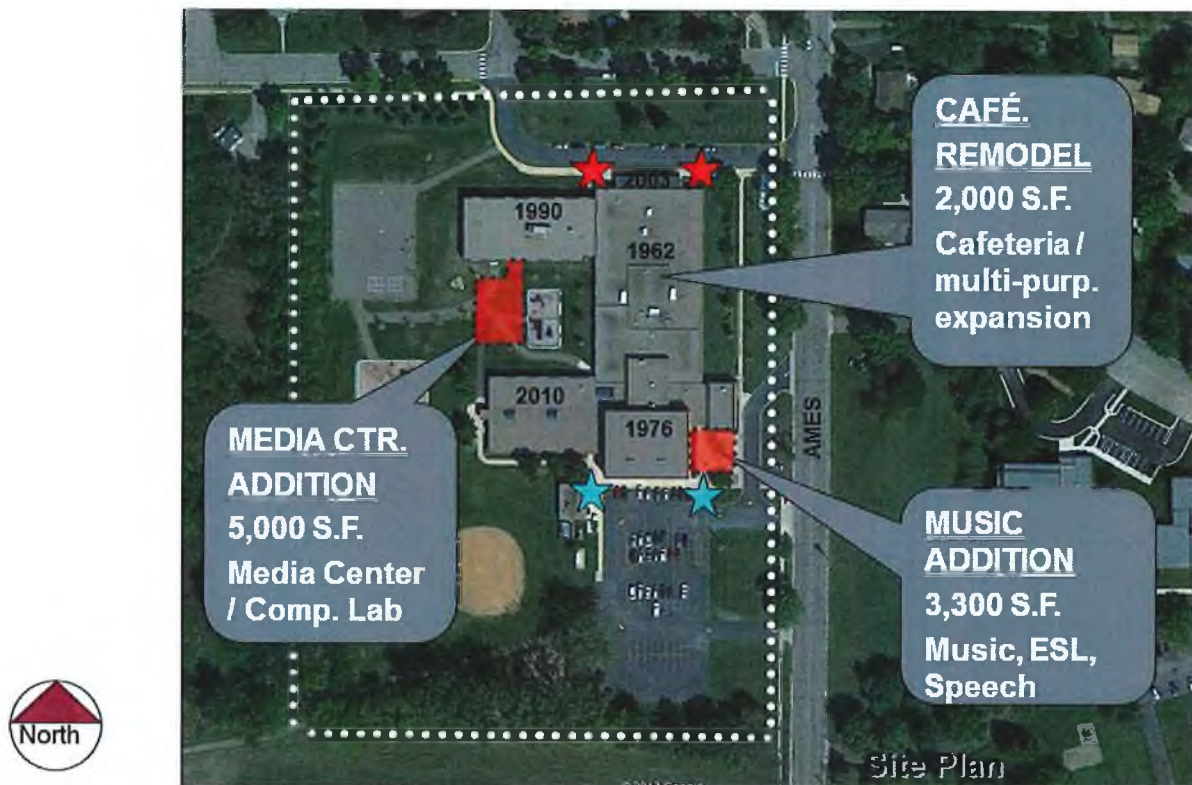 CAFÉ.
REMODEL
2,000 S.F.
Cafeteria /
multi-purp.
expansion
2003
1990
1962
2010
1976
AMES
MEDIA CTR.
ADDITION
5,000 S.F.
Media Center
/ Comp. Lab
MUSIC
ADDITION
3,300 S.F.
Music, ESL,
Speech
North
Site Plan